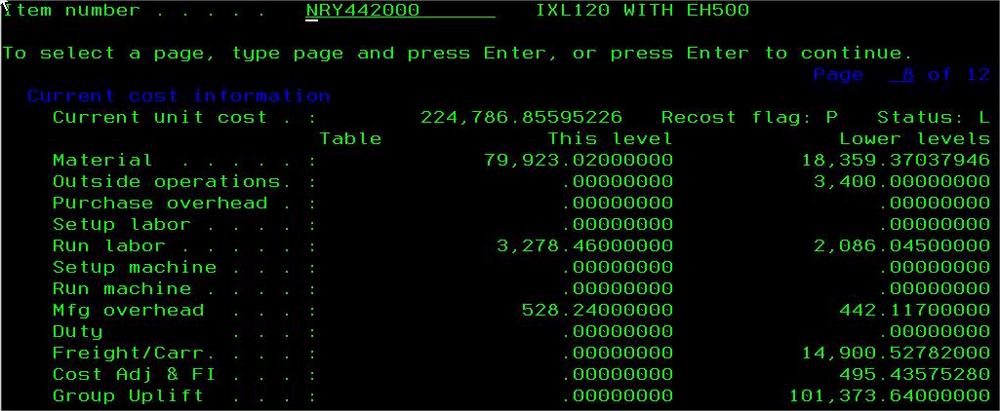 Item number . . . . . NRY442000 IXL120 WITH EH500
To select a page, type page and press Enter, or press Enter to continue.
Page 8 of 12
Current cost information
Current unit cost . : 224,786.85595226 Recost flag: P Status: L
Table This level Lower levels
Material . . . . . : 79,923.02000000 18,359.37037946
Outside operations. : .00000000 3,400.00000000
Purchase overhead . : .00000000 .00000000
Setup labor . . . . : .00000000 .00000000
Run labor . . . . . : 3,278.46000000 2,086.04500000
Setup machine . . . : .00000000 .00000000
Run machine . . . . : .00000000 .00000000
Mfg overhead . . . : 528.24000000 442.11700000
Duty . . . : .00000000 .00000000
Freight/Carr. . . . : .00000000 14,900.52782000
Cost Adj & FI . . . : .00000000 495.43575280
Group Uplift . . . : .00000000 101,373.64000000